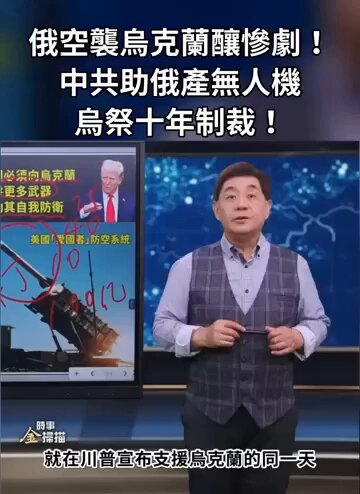 俄空襲烏克蘭釀慘劇！
中共助俄產無人機
烏祭十年制裁！
必須向烏克蘭
更多武器
其自我防衛
美國「愛國者」防空系統
時事
金掃描
就在川普宣布支援烏克蘭的同一天